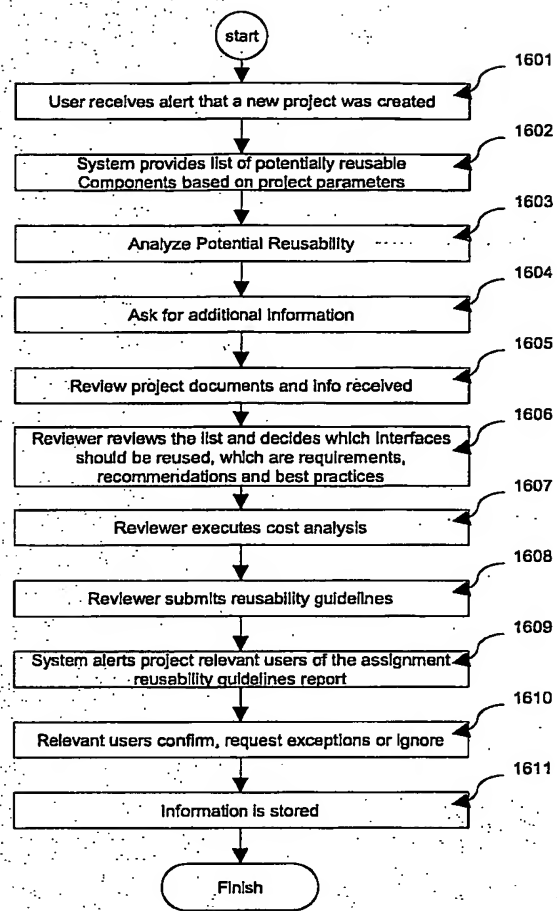 start
1601
User receives alert that a new project was created
1602
System provides list of potentially reusable
Components based on project parameters
1603
Analyze Potential Reusability
1604
Ask for additional information
1605
Review project documents and info received
1606
Reviewer reviews the list and decides which interfaces
should be reused, which are requirements,
recommendations and best practices
1607
Reviewer executes cost analysis
1608
Reviewer submits reusability guidelines
1609
System alerts project relevant users of the assignment
reusability guidelines report
1610
Relevant users confirm, request exceptions or ignore
1611
Information is stored
Finish